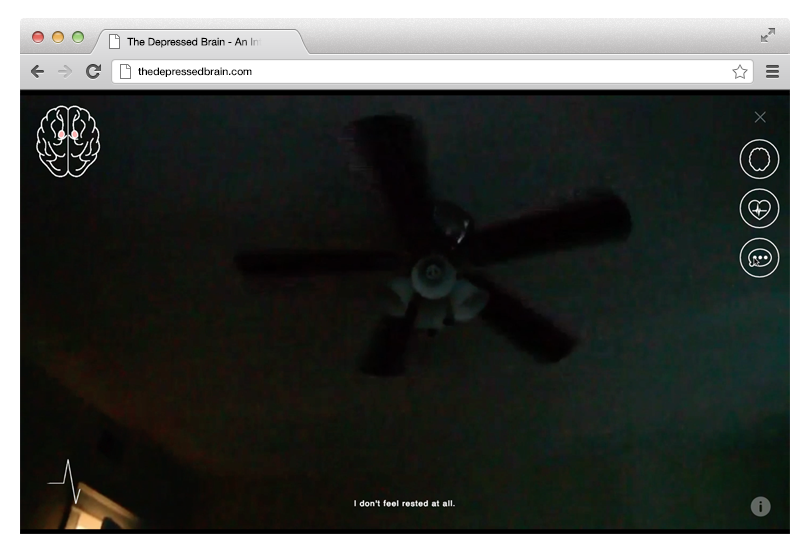 The Depressed Brain - An In
thedepressedbrain.com
I don't feel rested at all.